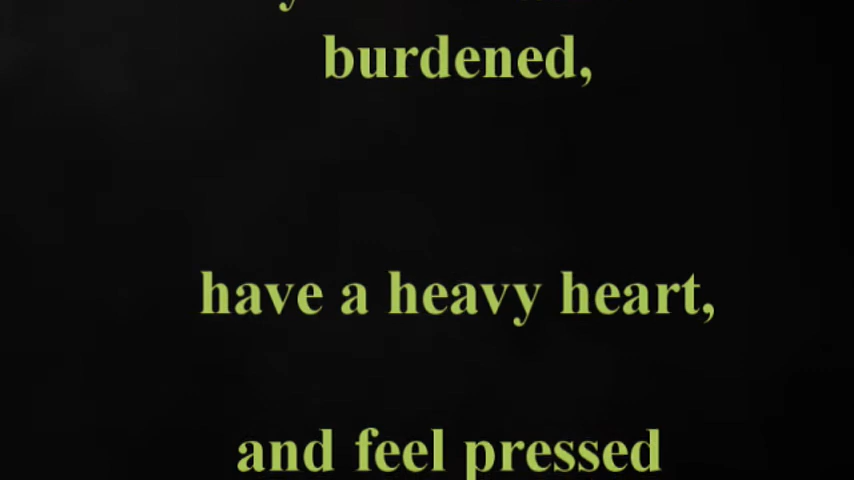 burdened,
have a heavy heart,
and feel pressed